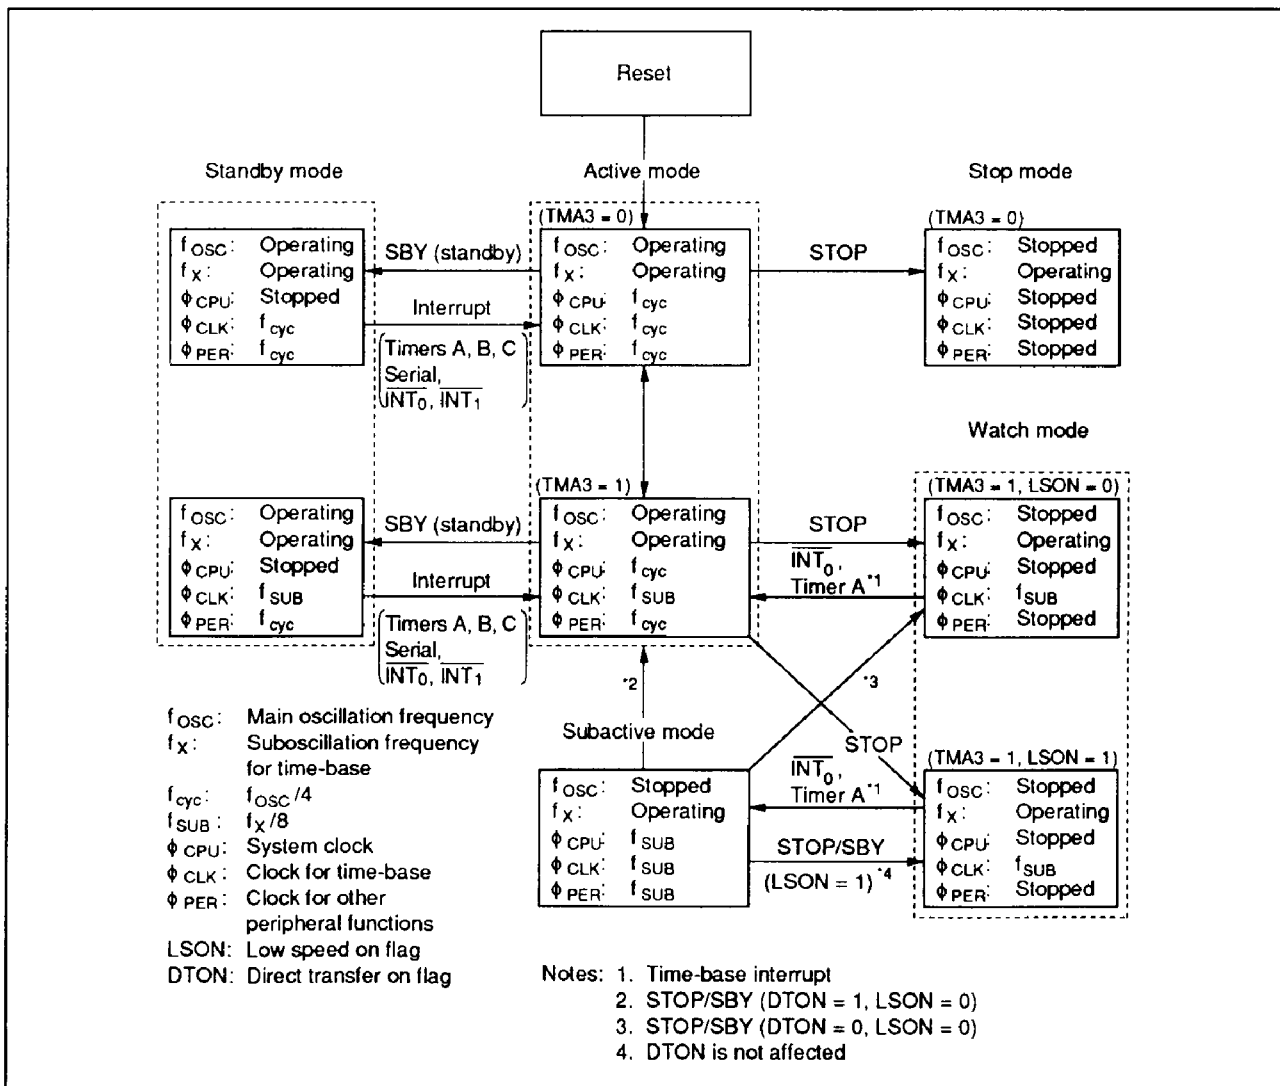 Reset
Standby mode
Active mode
Stop mode
(TMA3 = 0)
(TMA3 = 0)
fOSC: Operating
fX: Operating
ϕCPU: Stopped
ϕCLK: fcyc
ϕPER: fcyc
SBY (standby)
Interrupt
Timers A, B, C
Serial,
INT0, INT1
fOSC: Operating
fX: Operating
ϕCPU: fcyc
ϕCLK: fcyc
ϕPER: fcyc
STOP
fOSC: Stopped
fX: Operating
ϕCPU: Stopped
ϕCLK: Stopped
ϕPER: Stopped
Watch mode
(TMA3 = 1)
(TMA3 = 1, LSON = 0)
fOSC: Operating
fX: Operating
ϕCPU: Stopped
ϕCLK: fSUB
ϕPER: fcyc
SBY (standby)
Interrupt
Timers A, B, C
Serial,
INT0, INT1
fOSC: Operating
fX: Operating
ϕCPU: fcyc
ϕCLK: fSUB
ϕPER: fcyc
STOP
INT0,
Timer A*1
fOSC: Stopped
fX: Operating
ϕCPU: Stopped
ϕCLK: fSUB
ϕPER: Stopped
*2
*3
STOP
Subactive mode
(TMA3 = 1, LSON = 1)
fOSC: Stopped
fX: Operating
ϕCPU: fSUB
ϕCLK: fSUB
ϕPER: fSUB
INT0,
Timer A*1
STOP/SBY
(LSON = 1)*4
fOSC: Stopped
fX: Operating
ϕCPU: Stopped
ϕCLK: fSUB
ϕPER: Stopped
fOSC: Main oscillation frequency
fX: Suboscillation frequency
for time-base
fcyc: fOSC/4
fSUB: fX/8
ϕCPU: System clock
ϕCLK: Clock for time-base
ϕPER: Clock for other
peripheral functions
LSON: Low speed on flag
DTON: Direct transfer on flag
Notes: 1. Time-base interrupt
2. STOP/SBY (DTON = 1, LSON = 0)
3. STOP/SBY (DTON = 0, LSON = 0)
4. DTON is not affected